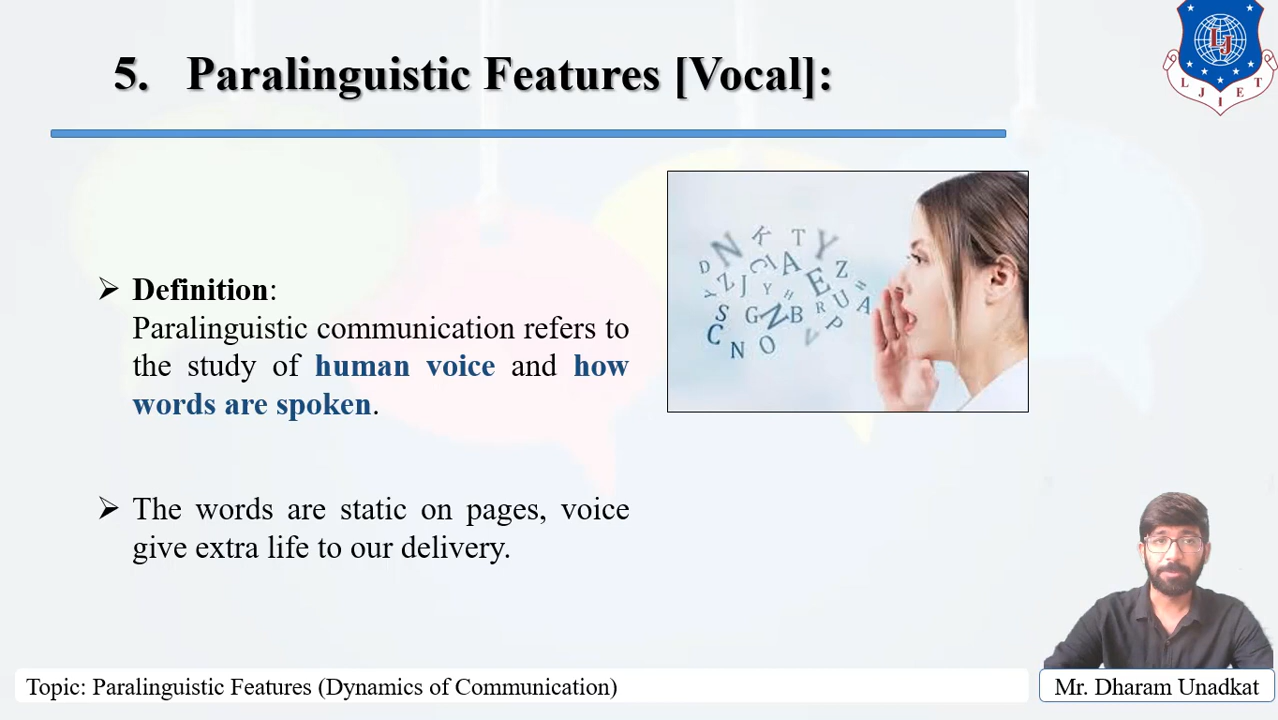 5. Paralinguistic Features [Vocal]:
LJ
L J I E T
➢ Definition:
Paralinguistic communication refers to
the study of human voice and how
words are spoken.
➢ The words are static on pages, voice
give extra life to our delivery.
D N K T Y
Y Z J A E Z
Y H R U A
S G Z B P
C N O V
Topic: Paralinguistic Features (Dynamics of Communication)
Mr. Dharam Unadkat